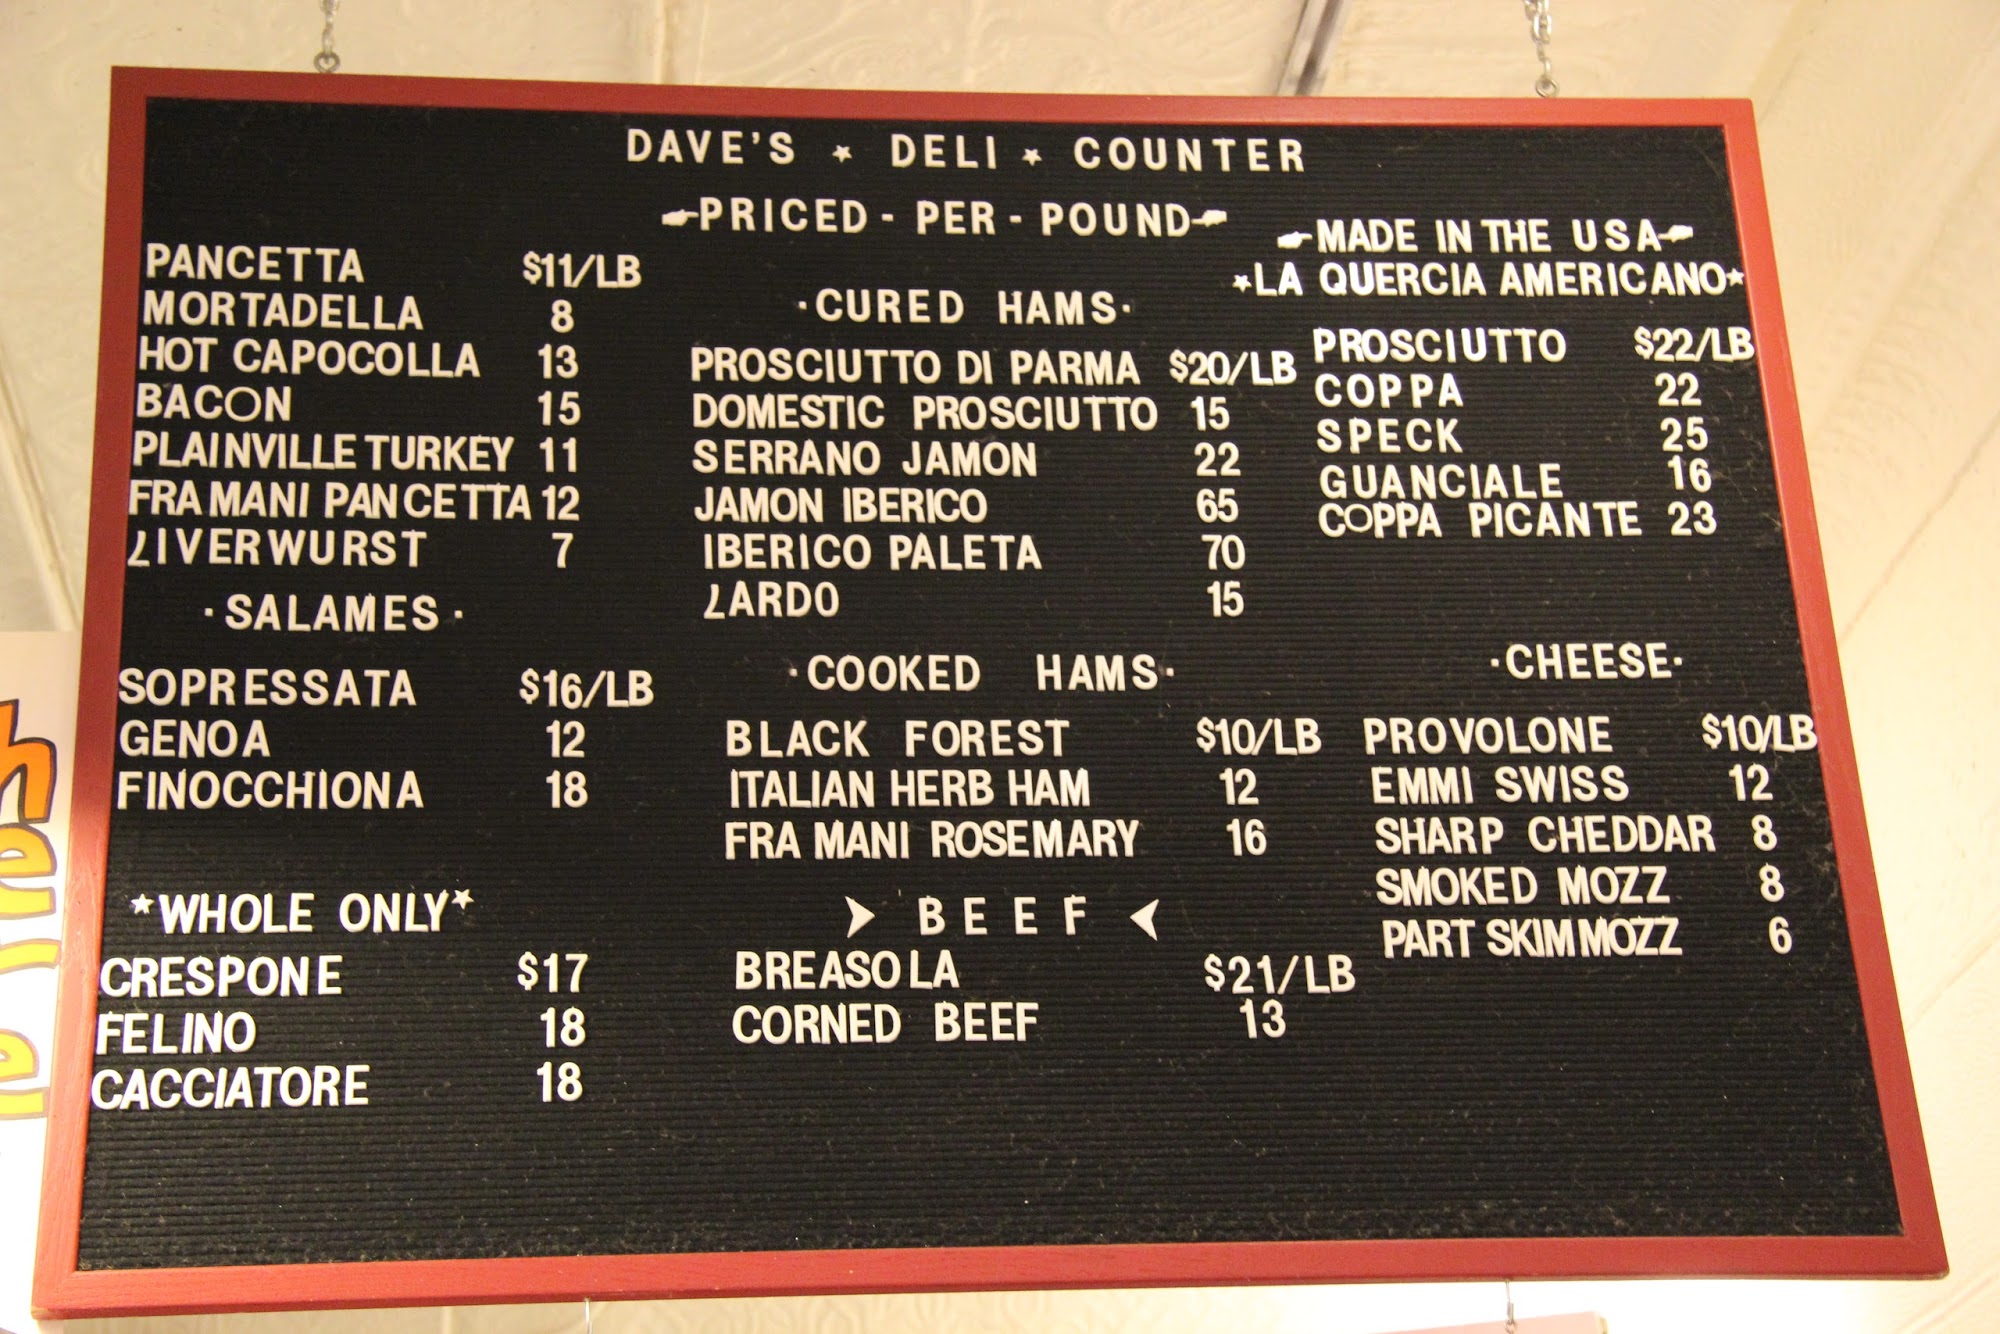 DAVE'S ★ DELI ★ COUNTER
PRICED-PER-POUND
PANCETTA $11/LB
MORTADELLA 8
HOT CAPOCOLLA 13
BACON 15
PLAINVILLE TURKEY 11
FRA MANI PANCETTA 12
LIVERWURST 7
·SALAMES·
SOPRESSATA $16/LB
GENOA 12
FINOCCHIONA 18
*WHOLE ONLY*
CRESPONE $17
FELINO 18
CACCIATORE 18
·CURED HAMS·
PROSCIUTTO DI PARMA $20/LB
DOMESTIC PROSCIUTTO 15
SERRANO JAMON 22
JAMON IBERICO 65
IBERICO PALETA 70
LARDO 15
·COOKED HAMS·
BLACK FOREST $10/LB
ITALIAN HERB HAM 12
FRA MANI ROSEMARY 16
BEEF
BREASOLA $21/LB
CORNED BEEF 13
MADE IN THE USA
*LA QUERCIA AMERICANO*
PROSCIUTTO $22/LB
COPPA 22
SPECK 25
GUANCIALE 16
COPPA PICANTE 23
·CHEESE·
PROVOLONE $10/LB
EMMI SWISS 12
SHARP CHEDDAR 8
SMOKED MOZZ 8
PART SKIM MOZZ 6